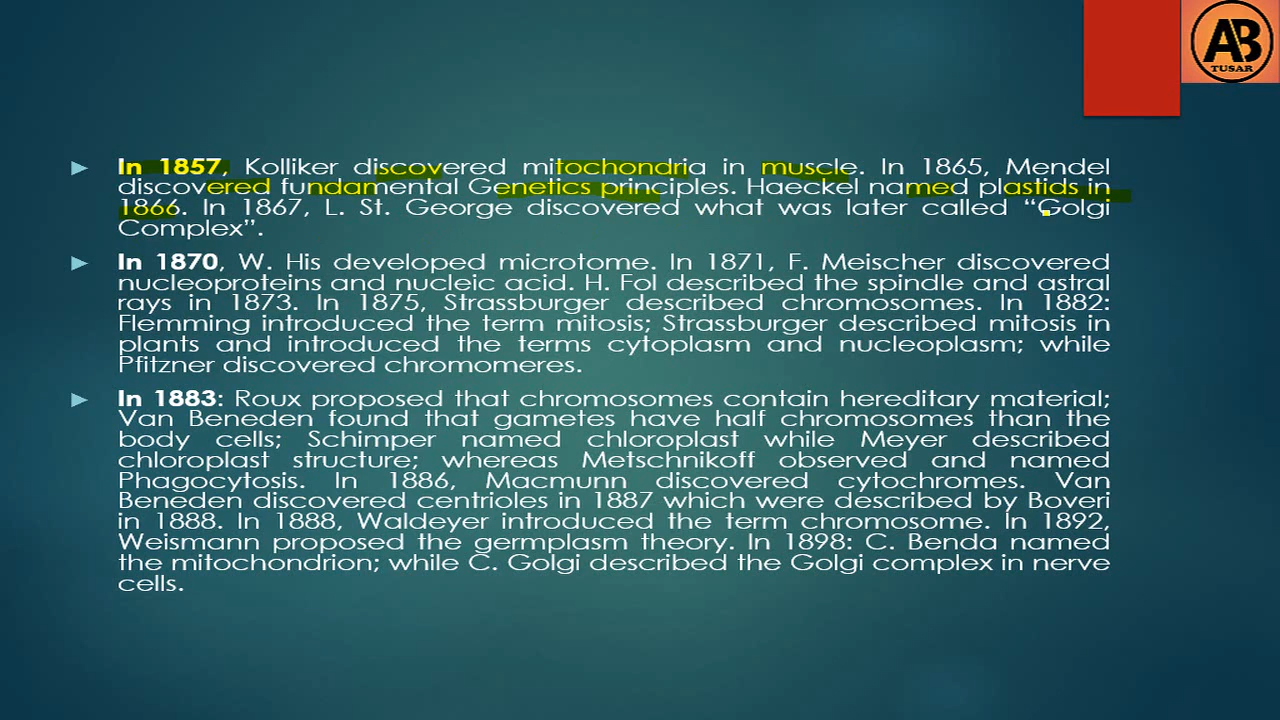 AB
TUSAR
In 1857, Kolliker discovered mitochondria in muscle. In 1865, Mendel
discovered fundamental Genetics principles. Haeckel named plastids in
1866. In 1867, L. St. George discovered what was later called “Golgi
Complex”.
In 1870, W. His developed microtome. In 1871, F. Meischer discovered
nucleoproteins and nucleic acid. H. Fol described the spindle and astral
rays in 1873. In 1875, Strassburger described chromosomes. In 1882:
Flemming introduced the term mitosis; Strassburger described mitosis in
plants and introduced the terms cytoplasm and nucleoplasm; while
Pfitzner discovered chromomeres.
In 1883: Roux proposed that chromosomes contain hereditary material;
Van Beneden found that gametes have half chromosomes than the
body cells; Schimper named chloroplast while Meyer described
chloroplast structure; whereas Metschnikoff observed and named
Phagocytosis. In 1886, Macmunn discovered cytochromes. Van
Beneden discovered centrioles in 1887 which were described by Boveri
in 1888. In 1888, Waldeyer introduced the term chromosome. In 1892,
Weismann proposed the germplasm theory. In 1898: C. Benda named
the mitochondrion; while C. Golgi described the Golgi complex in nerve
cells.